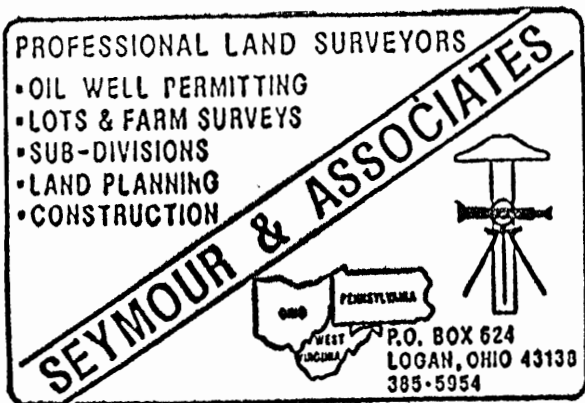 PROFESSIONAL LAND SURVEYORS
▪OIL WELL PERMITTING
▪LOTS & FARM SURVEYS
▪SUB-DIVISIONS
▪LAND PLANNING
▪CONSTRUCTION
SEYMOUR & ASSOCIATES
OHIO
PENNSYLVANIA
WEST
VIRGINIA
P.O. BOX 624
LOGAN, OHIO 43138
385-5954